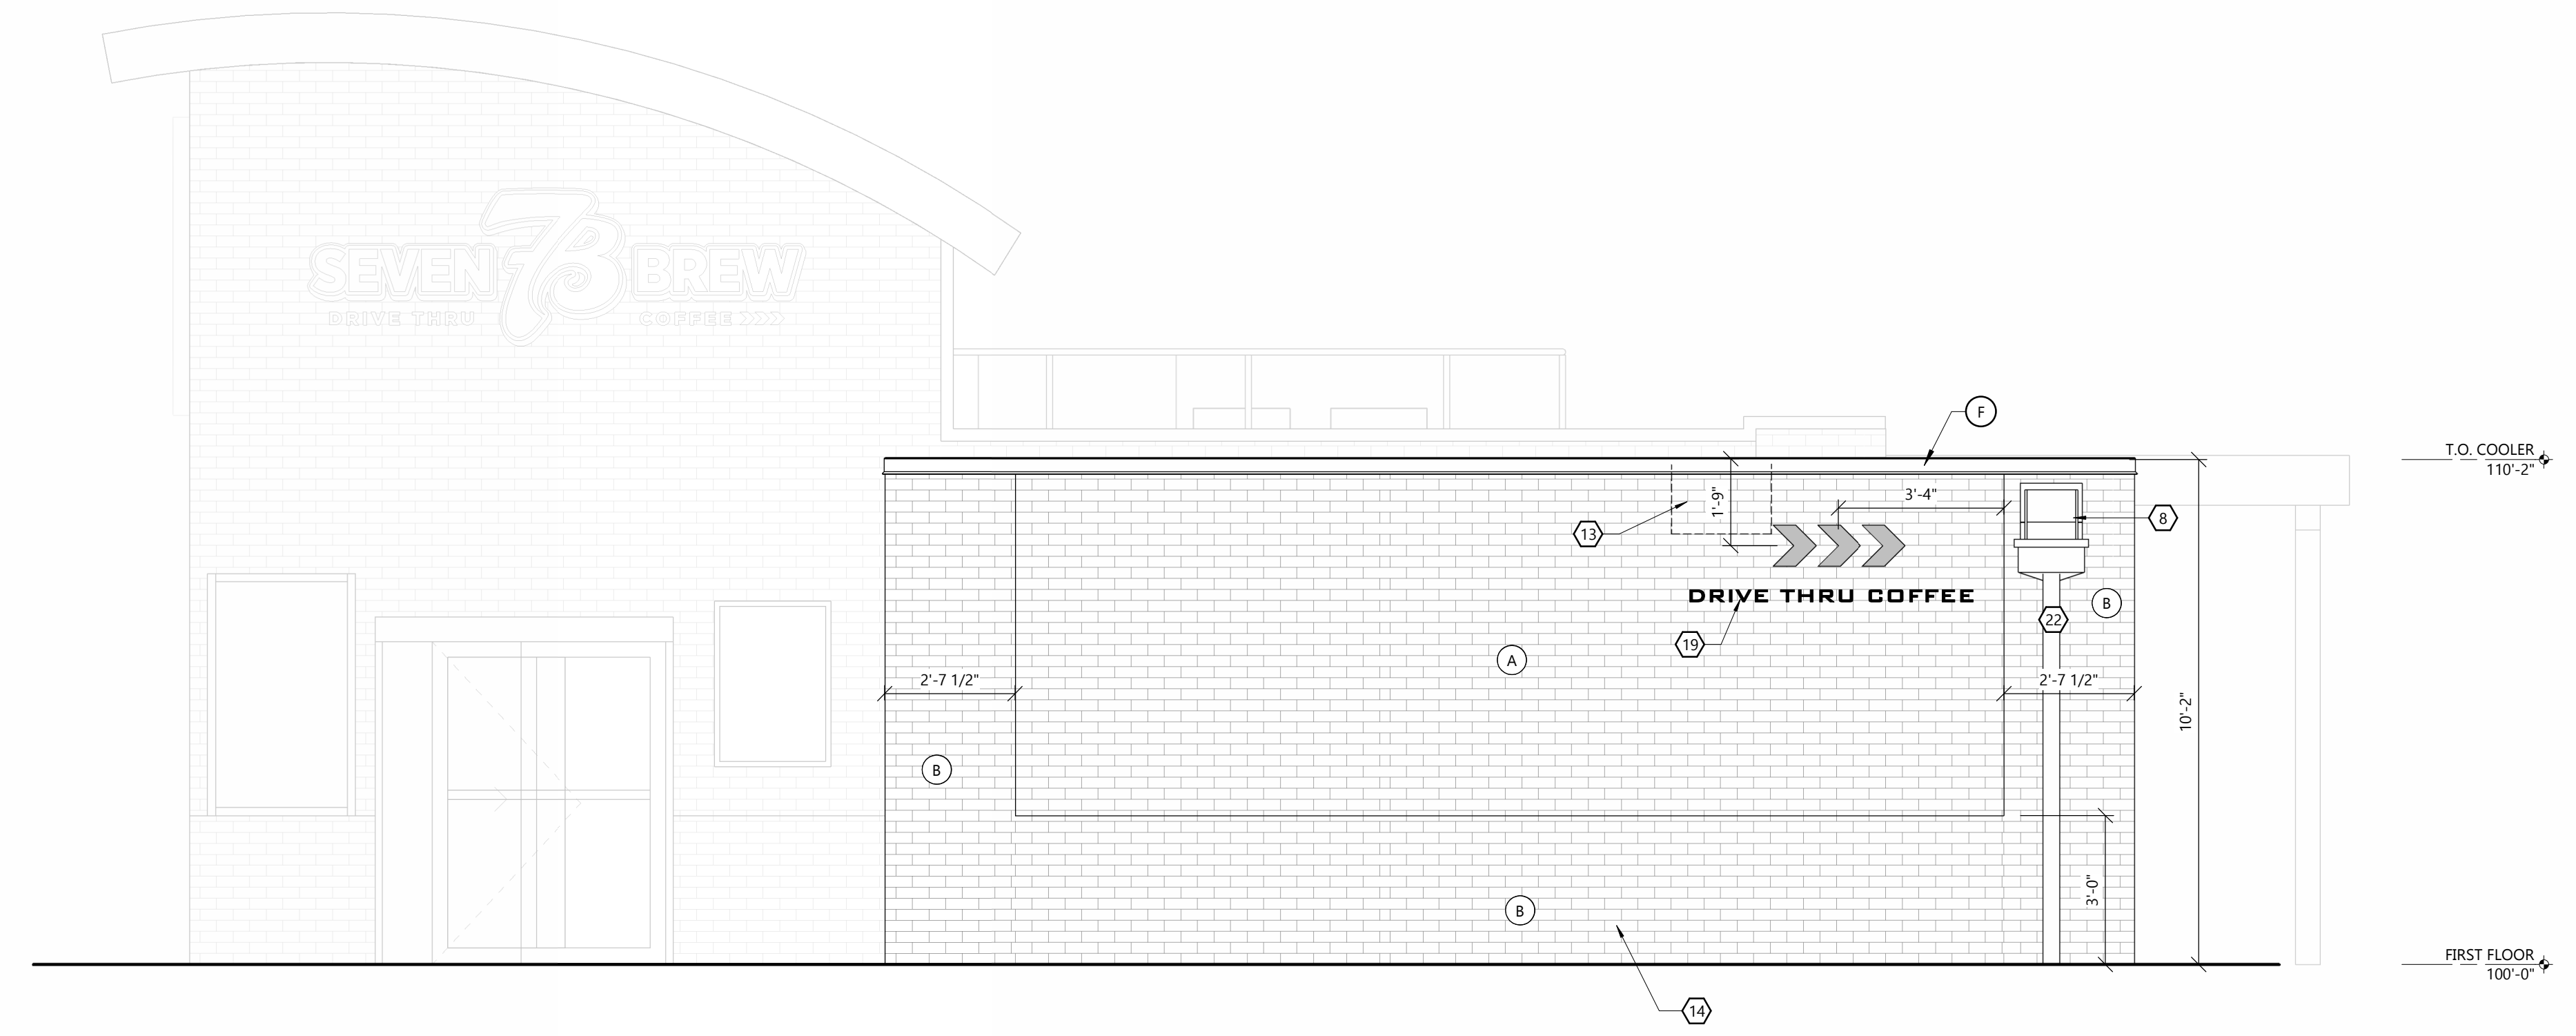 SEVEN 7B BREW
DRIVE THRU COFFEE
F
T.O. COOLER
110'-2"
3'-4"
1'-9"
13
8
DRIVE THRU COFFEE
B
22
19
A
2'-7 1/2"
2'-7 1/2"
10'-2"
B
3'-0"
B
FIRST FLOOR
100'-0"
14